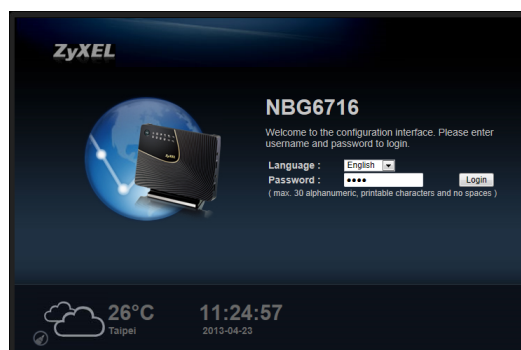 ZyXEL
NBG6716
Welcome to the configuration interface. Please enter
username and password to login.
Language : English
Password : •••• Login
( max. 30 alphanumeric, printable characters and no spaces )
26°C
Taipei
11:24:57
2013-04-23